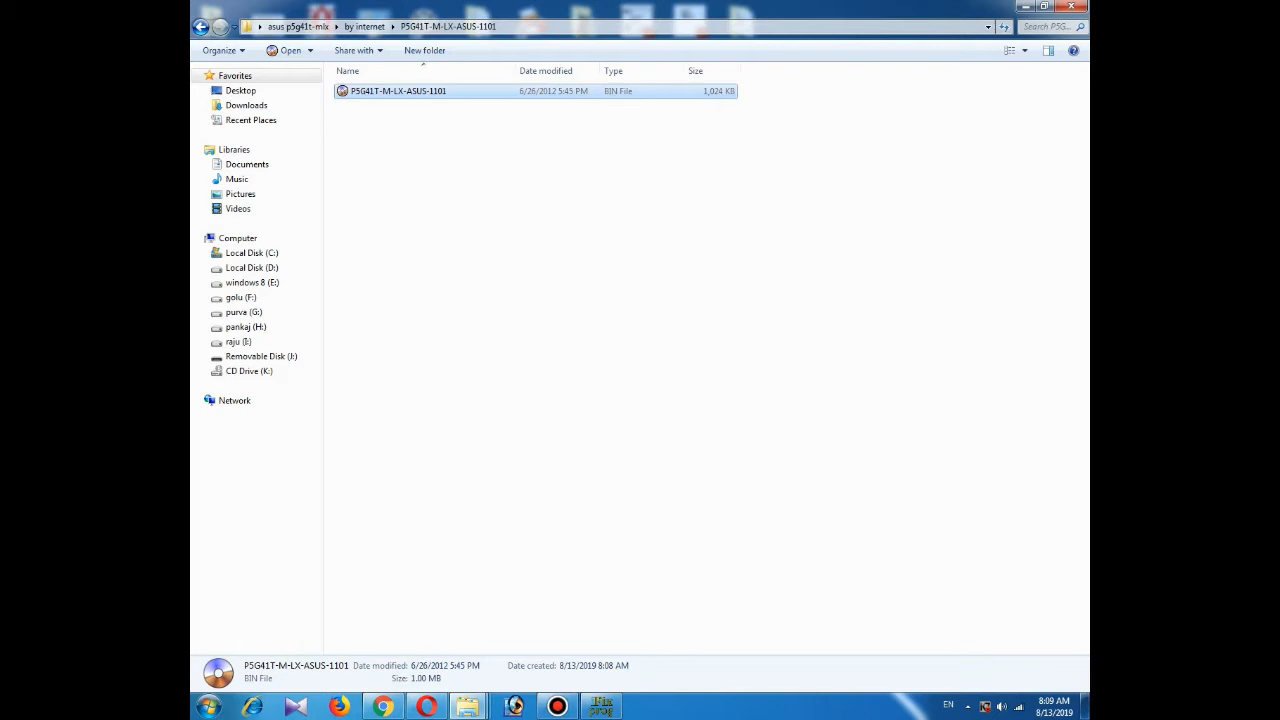 asus p5g41t-mlx
by internet
P5G41T-M-LX-ASUS-1101
Search P5G...
Organize
Open
Share with
New folder
Name
Date modified
Type
Size
P5G41T-M-LX-ASUS-1101
6/26/2012 5:45 PM
BIN File
1,024 KB
Favorites
Desktop
Downloads
Recent Places
Libraries
Documents
Music
Pictures
Videos
Computer
Local Disk (C:)
Local Disk (D:)
windows 8 (E:)
golu (F:)
purva (G:)
pankaj (H:)
raju (I:)
Removable Disk (J:)
CD Drive (K:)
Network
P5G41T-M-LX-ASUS-1101 Date modified: 6/26/2012 5:45 PM Date created: 8/13/2019 8:08 AM
BIN File Size: 1.00 MB
EN
8:09 AM
8/13/2019